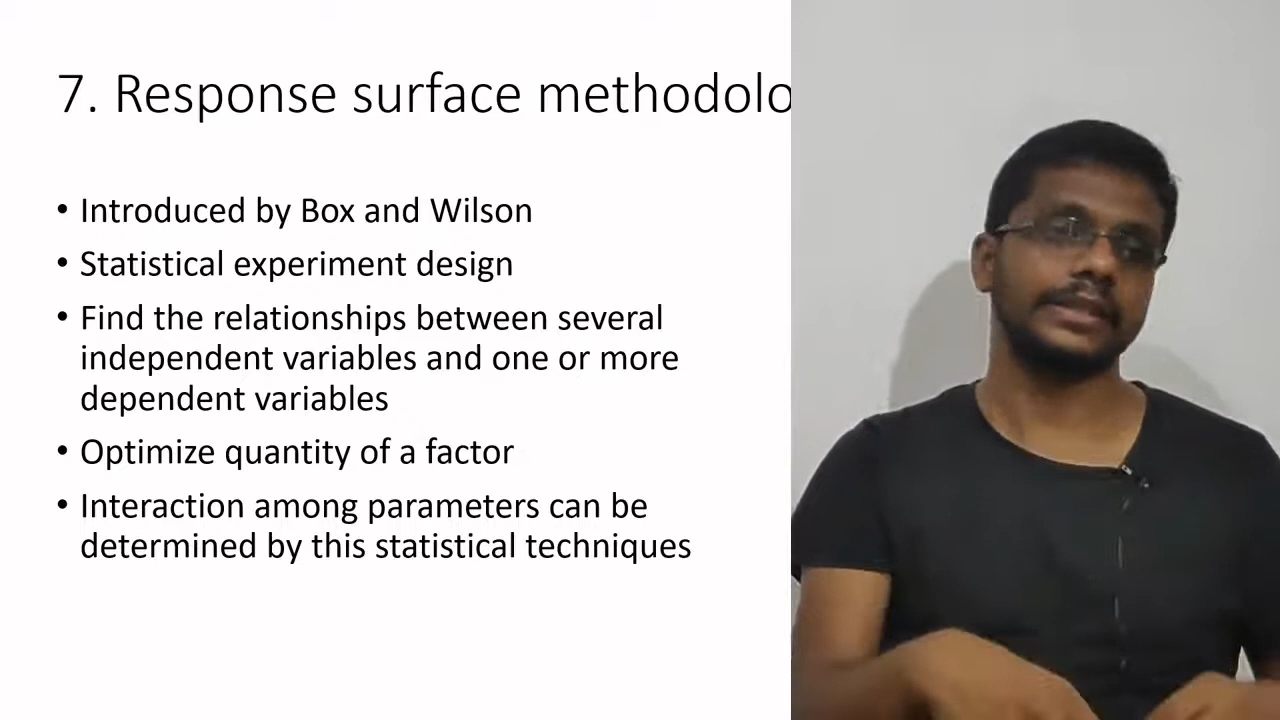 7. Response surface methodolo
• Introduced by Box and Wilson
• Statistical experiment design
• Find the relationships between several
independent variables and one or more
dependent variables
• Optimize quantity of a factor
• Interaction among parameters can be
determined by this statistical techniques